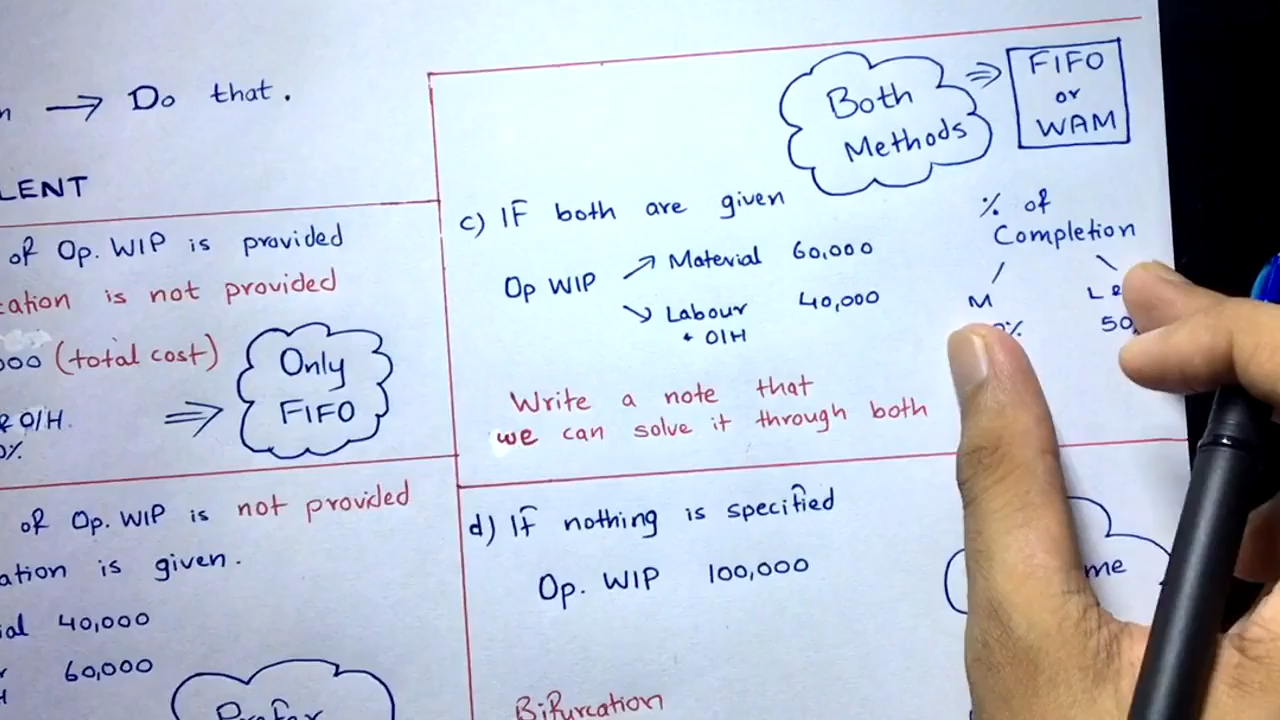 Do that.
LENT
of Op. WIP is provided
cation is not provided
000 (total cost)
& O/H.
Only
FIFO
of Op. WIP is not provided
ation is given.
ial 40,000
60,000
Both
Methods
FIFO
or
WAM
c) IF both are given
Op WIP
Material 60,000
Labour 40,000
+ O/H
% of
Completion
M
Write a note that
we can solve it through both
d) If nothing is specified
Op. WIP 100,000
me
Bifurcation